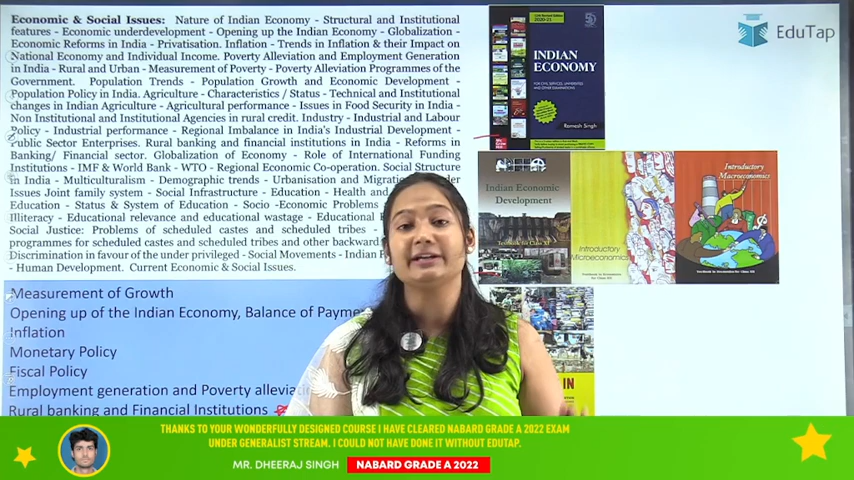 Economic & Social Issues: Nature of Indian Economy - Structural and Institutional
features - Economic underdevelopment - Opening up the Indian Economy - Globalization -
Economic Reforms in India - Privatisation. Inflation - Trends in Inflation & their Impact on
National Economy and Individual Income. Poverty Alleviation and Employment Generation
in India - Rural and Urban - Measurement of Poverty - Poverty Alleviation Programmes of the
Government. Population Trends - Population Growth and Economic Development -
Population Policy in India. Agriculture - Characteristics / Status - Technical and Institutional
changes in Indian Agriculture - Agricultural performance - Issues in Food Security in India -
Non Institutional and Institutional Agencies in rural credit. Industry - Industrial and Labour
Policy - Industrial performance - Regional Imbalance in India's Industrial Development -
Public Sector Enterprises. Rural banking and financial institutions in India - Reforms in
Banking/ Financial sector. Globalization of Economy - Role of International Funding
Institutions - IMF & World Bank - WTO - Regional Economic Co-operation. Social Structure
in India - Multiculturalism - Demographic trends - Urbanisation and
Issues Joint family system - Social Infrastructure - Education - Health and
Education - Status & System of Education - Socio -Economic Problems
Illiteracy - Educational relevance and educational wastage - Educational
Social Justice: Problems of scheduled castes and scheduled tribes -
programmes for scheduled castes and scheduled tribes and other backward
Discrimination in favour of the under privileged - Social Movements - Indian
- Human Development. Current Economic & Social Issues.
Measurement of Growth
Opening up of the Indian Economy, Balance of
Inflation
Monetary Policy
Fiscal Policy
Employment generation and Poverty
Rural banking and Financial Institutions
2020-21
INDIAN
ECONOMY
Ramesh Singh
Indian Economic
Development
Textbook for Class XI
Introductory
Microeconomics
Introductory
Macroeconomics
EduTap
THANKS TO YOUR WONDERFULLY DESIGNED COURSE I HAVE CLEARED NABARD GRADE A 2022 EXAM
UNDER GENERALIST STREAM. I COULD NOT HAVE DONE IT WITHOUT EDUTAP.
MR. DHEERAJ SINGH
NABARD GRADE A 2022